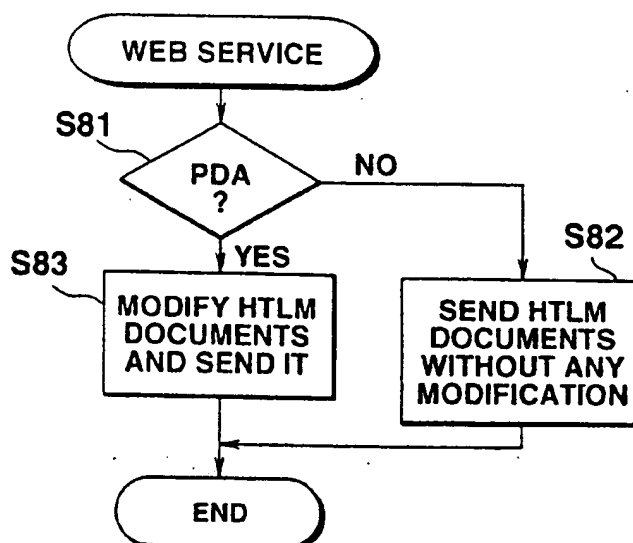 WEB SERVICE
S81
PDA
?
NO
YES
S83
MODIFY HTLM
DOCUMENTS
AND SEND IT
S82
SEND HTLM
DOCUMENTS
WITHOUT ANY
MODIFICATION
END